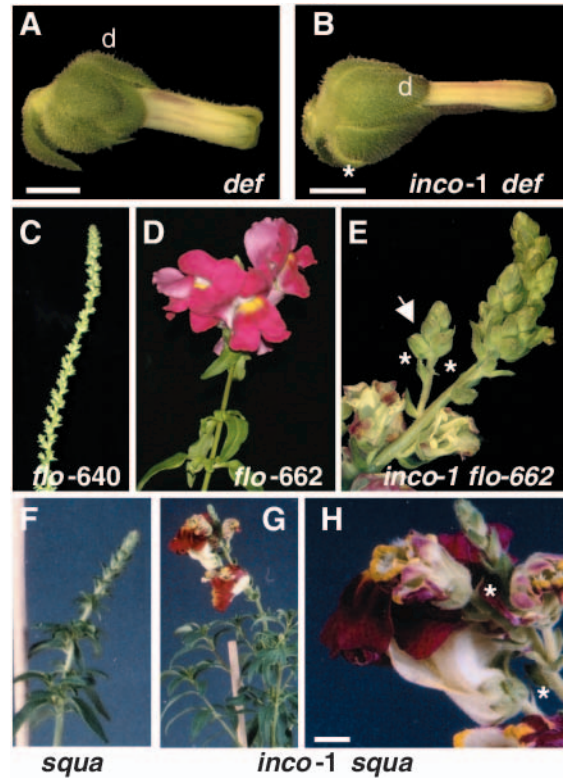 A
d
def
B
d
*
inco-1 def
C
flo-640
D
flo-662
E
* *
inco-1 flo-662
F
G
H
*
*
squa
inco-1 squa